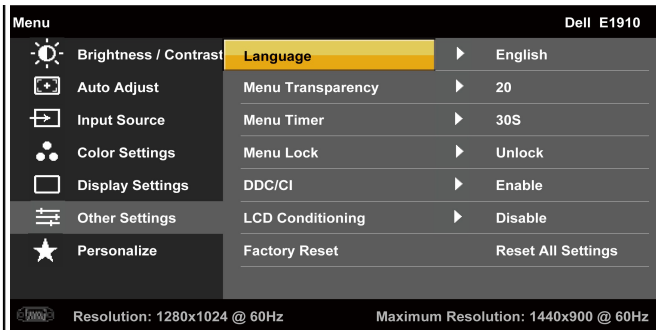 Menu Dell E1910
Brightness / Contrast Language English
Auto Adjust Menu Transparency 20
Input Source Menu Timer 30S
Color Settings Menu Lock Unlock
Display Settings DDC/CI Enable
Other Settings LCD Conditioning Disable
Personalize Factory Reset Reset All Settings
Resolution: 1280x1024 @ 60Hz Maximum Resolution: 1440x900 @ 60Hz